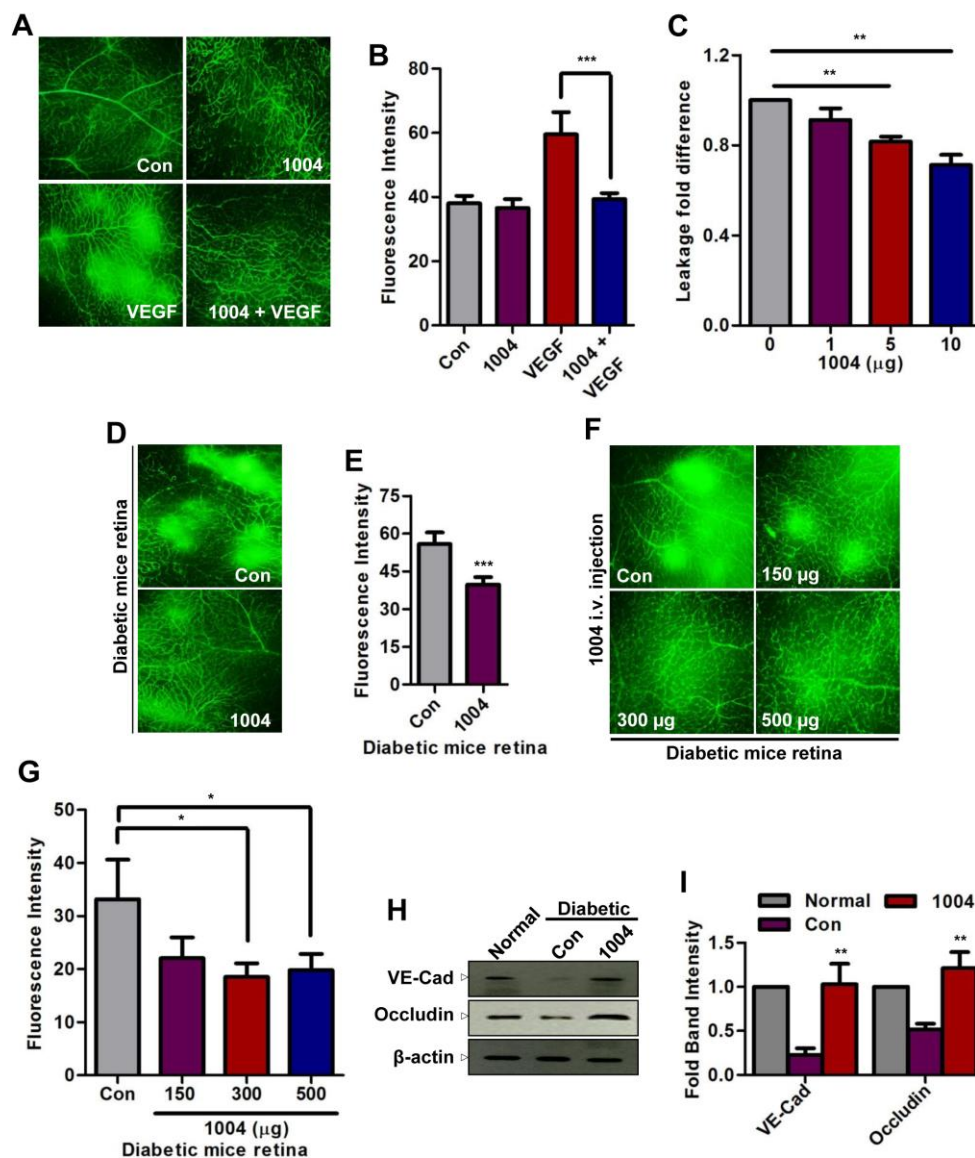 A
Con
1004
VEGF
1004 + VEGF
B
Fluorescence Intensity
80
60
40
20
0
***
Con
1004
VEGF
1004 +
VEGF
C
Leakage fold difference
1.2
0.8
0.4
0.0
**
**
0 1 5 10
1004 (µg)
D
Diabetic mice retina
Con
1004
E
Fluorescence Intensity
75
60
45
30
15
0
***
Con
1004
Diabetic mice retina
F
1004 i.v. injection
Con
150 µg
300 µg
500 µg
Diabetic mice retina
G
Fluorescence Intensity
50
40
30
20
10
0
*
*
Con 150 300 500
1004 (µg)
Diabetic mice retina
H
Normal
Diabetic
Con
1004
VE-Cad
Occludin
β-actin
I
Normal
1004
Con
Fold Band Intensity
1.5
1.0
0.5
0
**
**
VE-Cad
Occludin